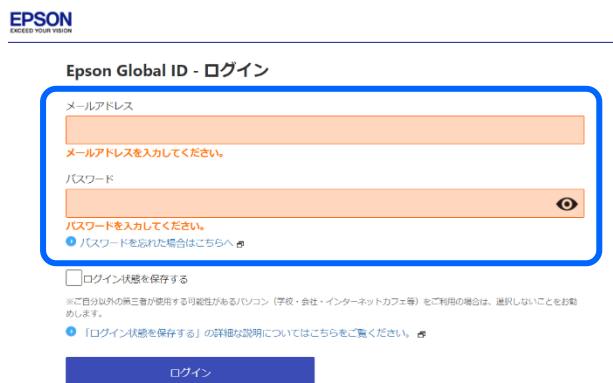 EPSON
EXCEED YOUR VISION
Epson Global ID - ログイン
メールアドレス
メールアドレスを入力してください。
パスワード
パスワードを入力してください。
パスワードを忘れた場合はこちらへ
ログイン状態を保存する
※ご自分以外の第三者が使用する可能性があるパソコン（学校・会社・インターネットカフェ等）をご利用の場合は、選択しないことをお勧
めします。
「ログイン状態を保存する」の詳細な説明についてはこちらをご覧ください。
ログイン